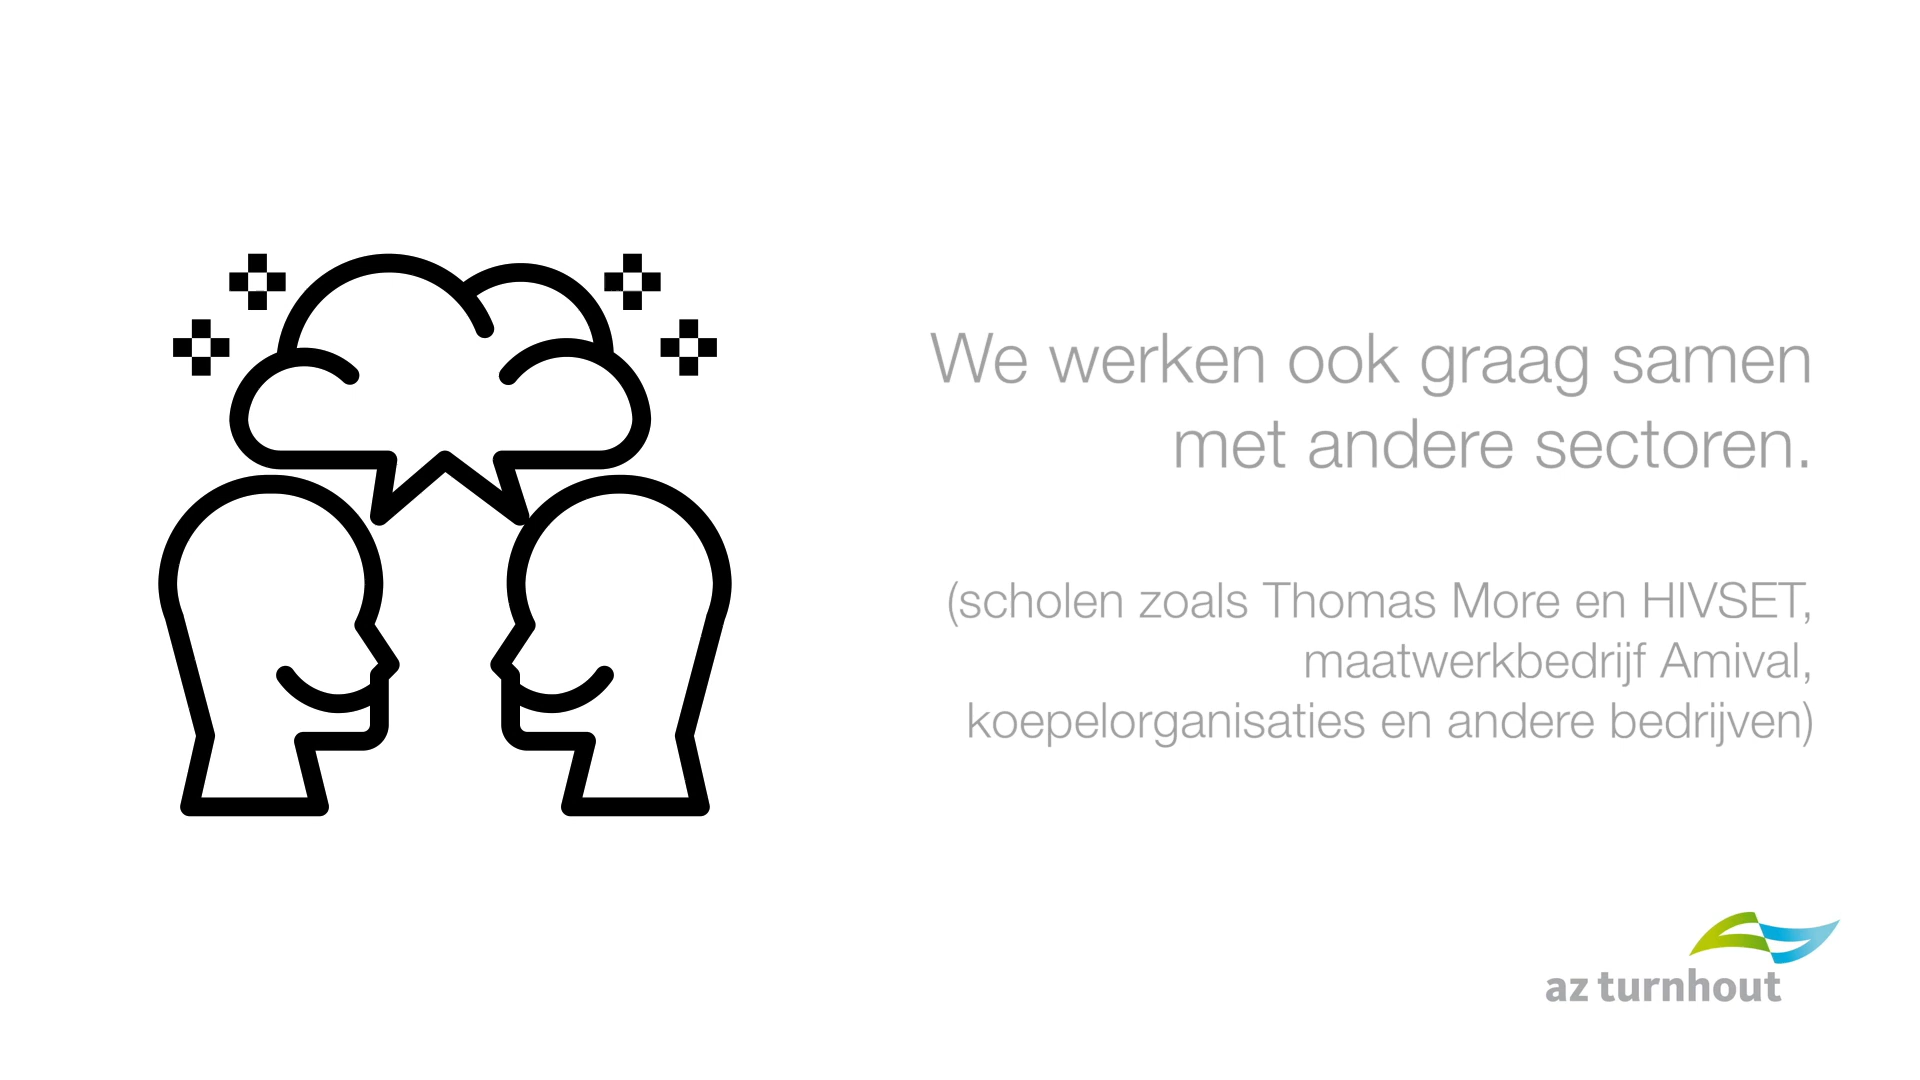 We werken ook graag samen
met andere sectoren.
(scholen zoals Thomas More en HIVSET,
maatwerkbedrijf Amival,
koepelorganisaties en andere bedrijven)
az turnhout